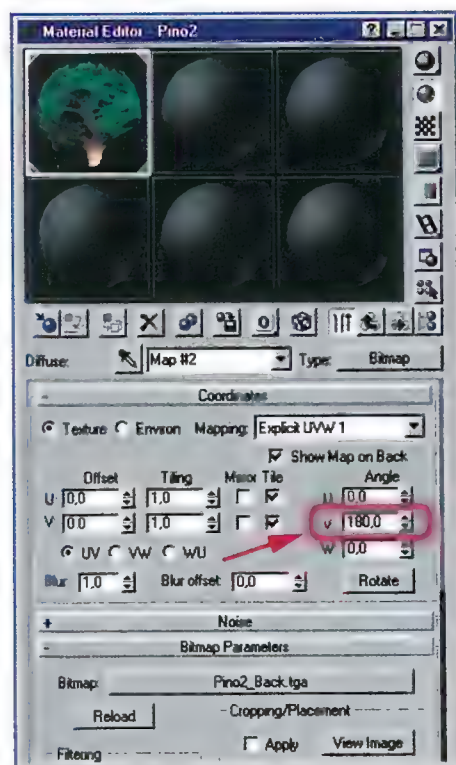 Material Editor - Pino2
Diffuse: Map #2 Type: Bitmap
- Coordinates
Texture Environ Mapping: Explicit UVW 1
Show Map on Back
Offset Tiling Mirror Tile Angle
U: 0,0 1,0 U: 0,0
V: 0,0 1,0 V: 180,0
UV VW WU W: 0,0
Blur: 1,0 Blur offset: 0,0 Rotate
+ Noise
- Bitmap Parameters
Bitmap: Pino2_Back.tga
Reload Cropping/Placement
Filtering Apply View Image